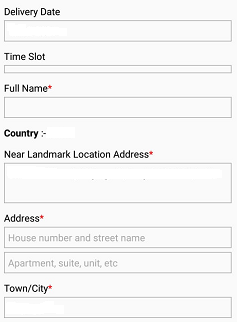 Delivery Date
Time Slot
Full Name*
Country :-
Near Landmark Location Address*
Address*
House number and street name
Apartment, suite, unit, etc
Town/City*